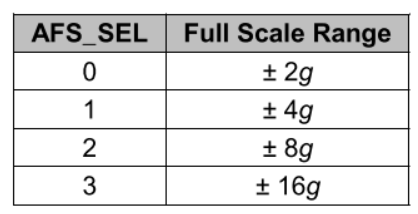 AFS_SEL Full Scale Range
0 ± 2g
1 ± 4g
2 ± 8g
3 ± 16g